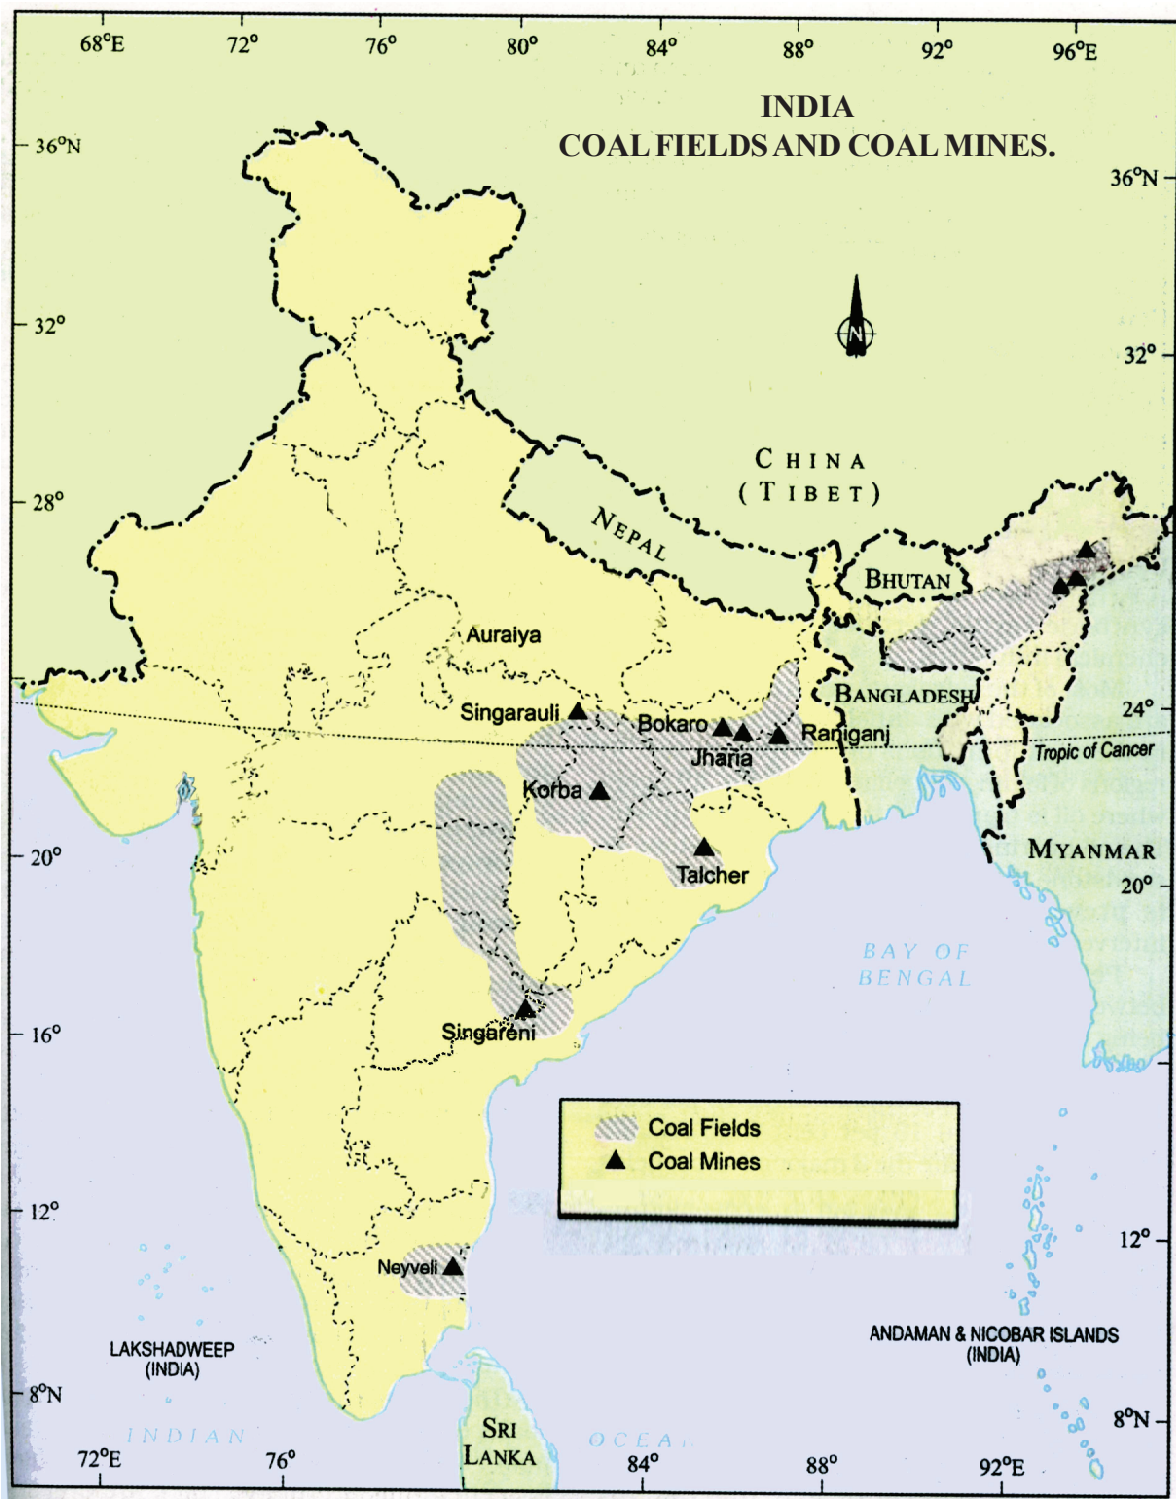 68°E 72° 76° 80° 84° 88° 92° 96°E
INDIA
COAL FIELDS AND COAL MINES.
36°N
36°N
32°
32°
N
CHINA
(TIBET)
28°
NEPAL
BHUTAN
Auraiya
BANGLADESH
24°
Singarauli
Bokaro
Raniganj
Jharia
Tropic of Cancer
Korba
20°
MYANMAR
Talcher
20°
BAY OF
BENGAL
16°
Singareni
Coal Fields
Coal Mines
12°
12°
Neyveli
LAKSHADWEEP
(INDIA)
ANDAMAN & NICOBAR ISLANDS
(INDIA)
8°N
8°N
SRI
LANKA
INDIAN
72°E 76° 84° 88° 92°E